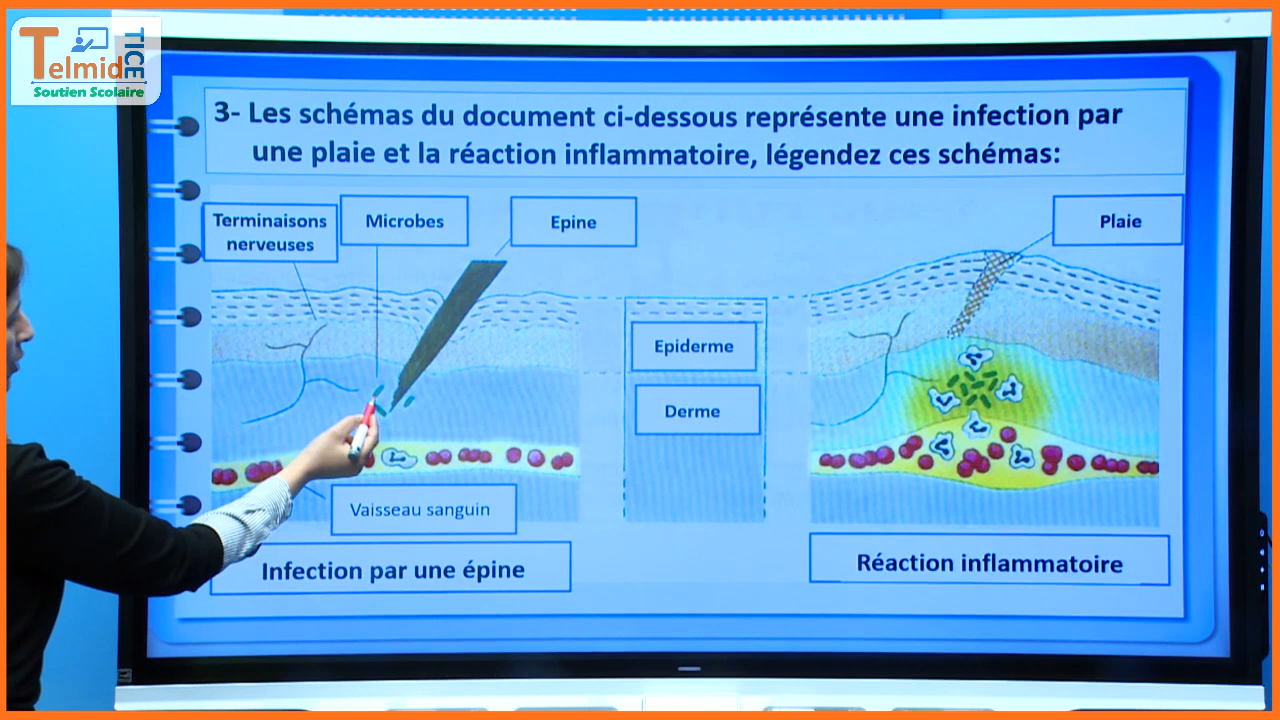 Telmid
TICE
Soutien Scolaire
3- Les schémas du document ci-dessous représente une infection par
une plaie et la réaction inflammatoire, légendez ces schémas:
Terminaisons
nerveuses
Microbes
Epine
Plaie
Epiderme
Derme
Vaisseau sanguin
Infection par une épine
Réaction inflammatoire